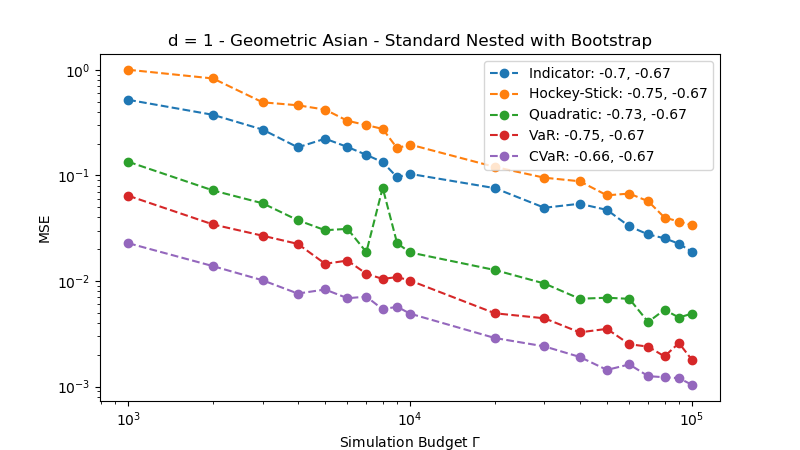 d = 1 - Geometric Asian - Standard Nested with Bootstrap
Indicator: -0.7, -0.67
Hockey-Stick: -0.75, -0.67
Quadratic: -0.73, -0.67
VaR: -0.75, -0.67
CVaR: -0.66, -0.67
MSE
10⁰
10⁻¹
10⁻²
10⁻³
10³
10⁴
10⁵
Simulation Budget Γ